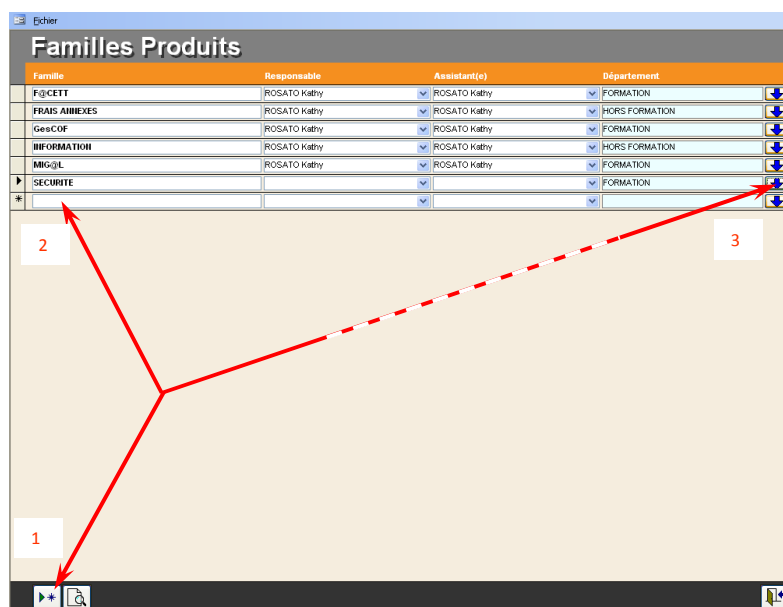 Fichier
Familles Produits
Famille Responsable Assistant(e) Département
F@CETT ROSATO Kathy ROSATO Kathy FORMATION
FRAIS ANNEXES ROSATO Kathy ROSATO Kathy HORS FORMATION
GesCOF ROSATO Kathy ROSATO Kathy FORMATION
INFORMATION ROSATO Kathy ROSATO Kathy HORS FORMATION
MIG@L ROSATO Kathy ROSATO Kathy FORMATION
SECURITE FORMATION
2 3
1